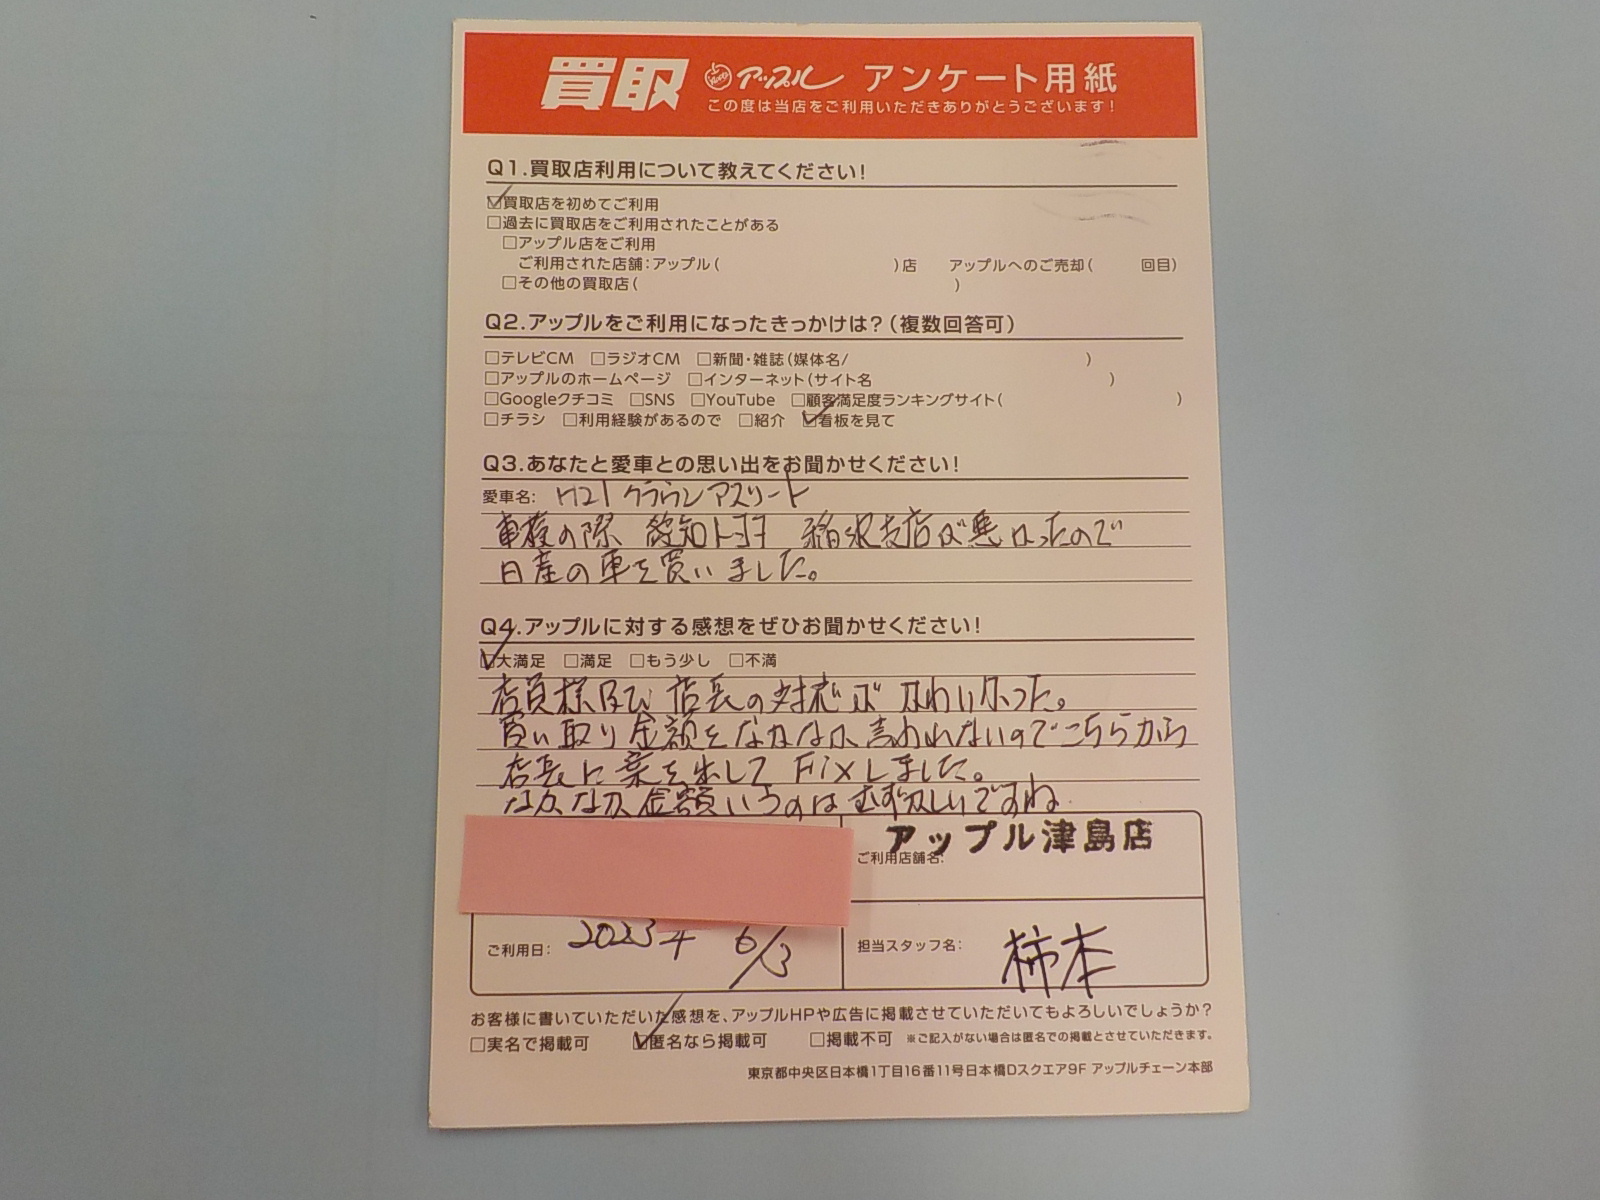 買取 アップル アンケート用紙
この度は当店をご利用いただきありがとうございます!
Q1.買取店利用について教えてください!
☑買取店を初めてご利用
□過去に買取店をご利用されたことがある
□アップル店をご利用
ご利用された店舗:アップル( )店 アップルへのご売却( 回目)
□その他の買取店( )
Q2.アップルをご利用になったきっかけは?(複数回答可)
□テレビCM □ラジオCM □新聞・雑誌(媒体名/ )
□アップルのホームページ □インターネット(サイト名 )
□Googleクチコミ □SNS □YouTube □顧客満足度ランキングサイト( )
□チラシ □利用経験があるので □紹介 ☑看板を見て
Q3.あなたと愛車との思い出をお聞かせください!
愛車名: H21 クラウンアスリート
車検の際 愛知トヨタ 稲沢支店が悪かったので
日産の車を買いました。
Q4.アップルに対する感想をぜひお聞かせください!
☑大満足 □満足 □もう少し □不満
店員様及び 店長の対応が かわいかった。
買い取り金額をなかなか言われないのでこちらから
店長に案を出して Fixしました。
なかなか金額いうのはむずかしいですね
アップル津島店
ご利用店舗名:
ご利用日: 2023年 6/3
担当スタッフ名: 柿本
お客様に書いていただいた感想を、アップルHPや広告に掲載させていただいてもよろしいでしょうか?
□実名で掲載可 ☑匿名なら掲載可 □掲載不可 ※ご記入がない場合は匿名での掲載とさせていただきます。
東京都中央区日本橋1丁目16番11号日本橋Dスクエア9F アップルチェーン本部